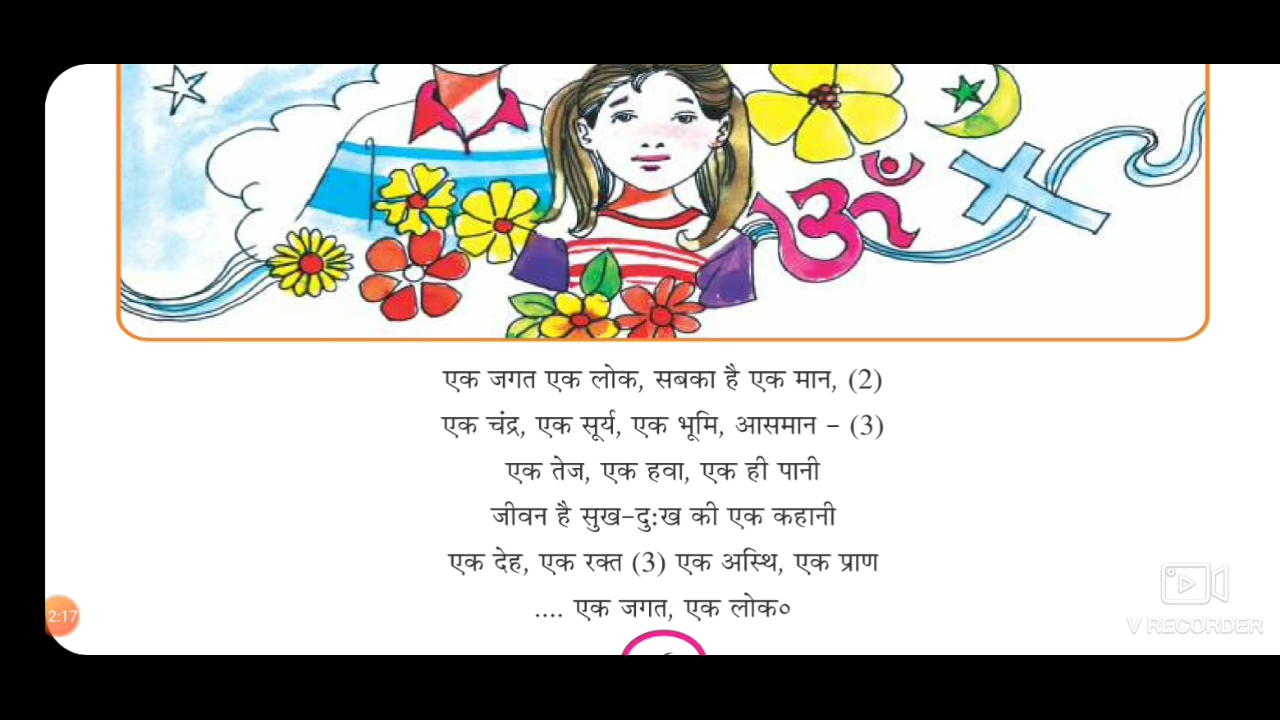 एक जगत एक लोक, सबका है एक मान, (2)
एक चंद्र, एक सूर्य, एक भूमि, आसमान – (3)
एक तेज, एक हवा, एक ही पानी
जीवन है सुख-दुःख की एक कहानी
एक देह, एक रक्त (3) एक अस्थि, एक प्राण
.... एक जगत, एक लोक०
2:17
V RECORDER
ॐ